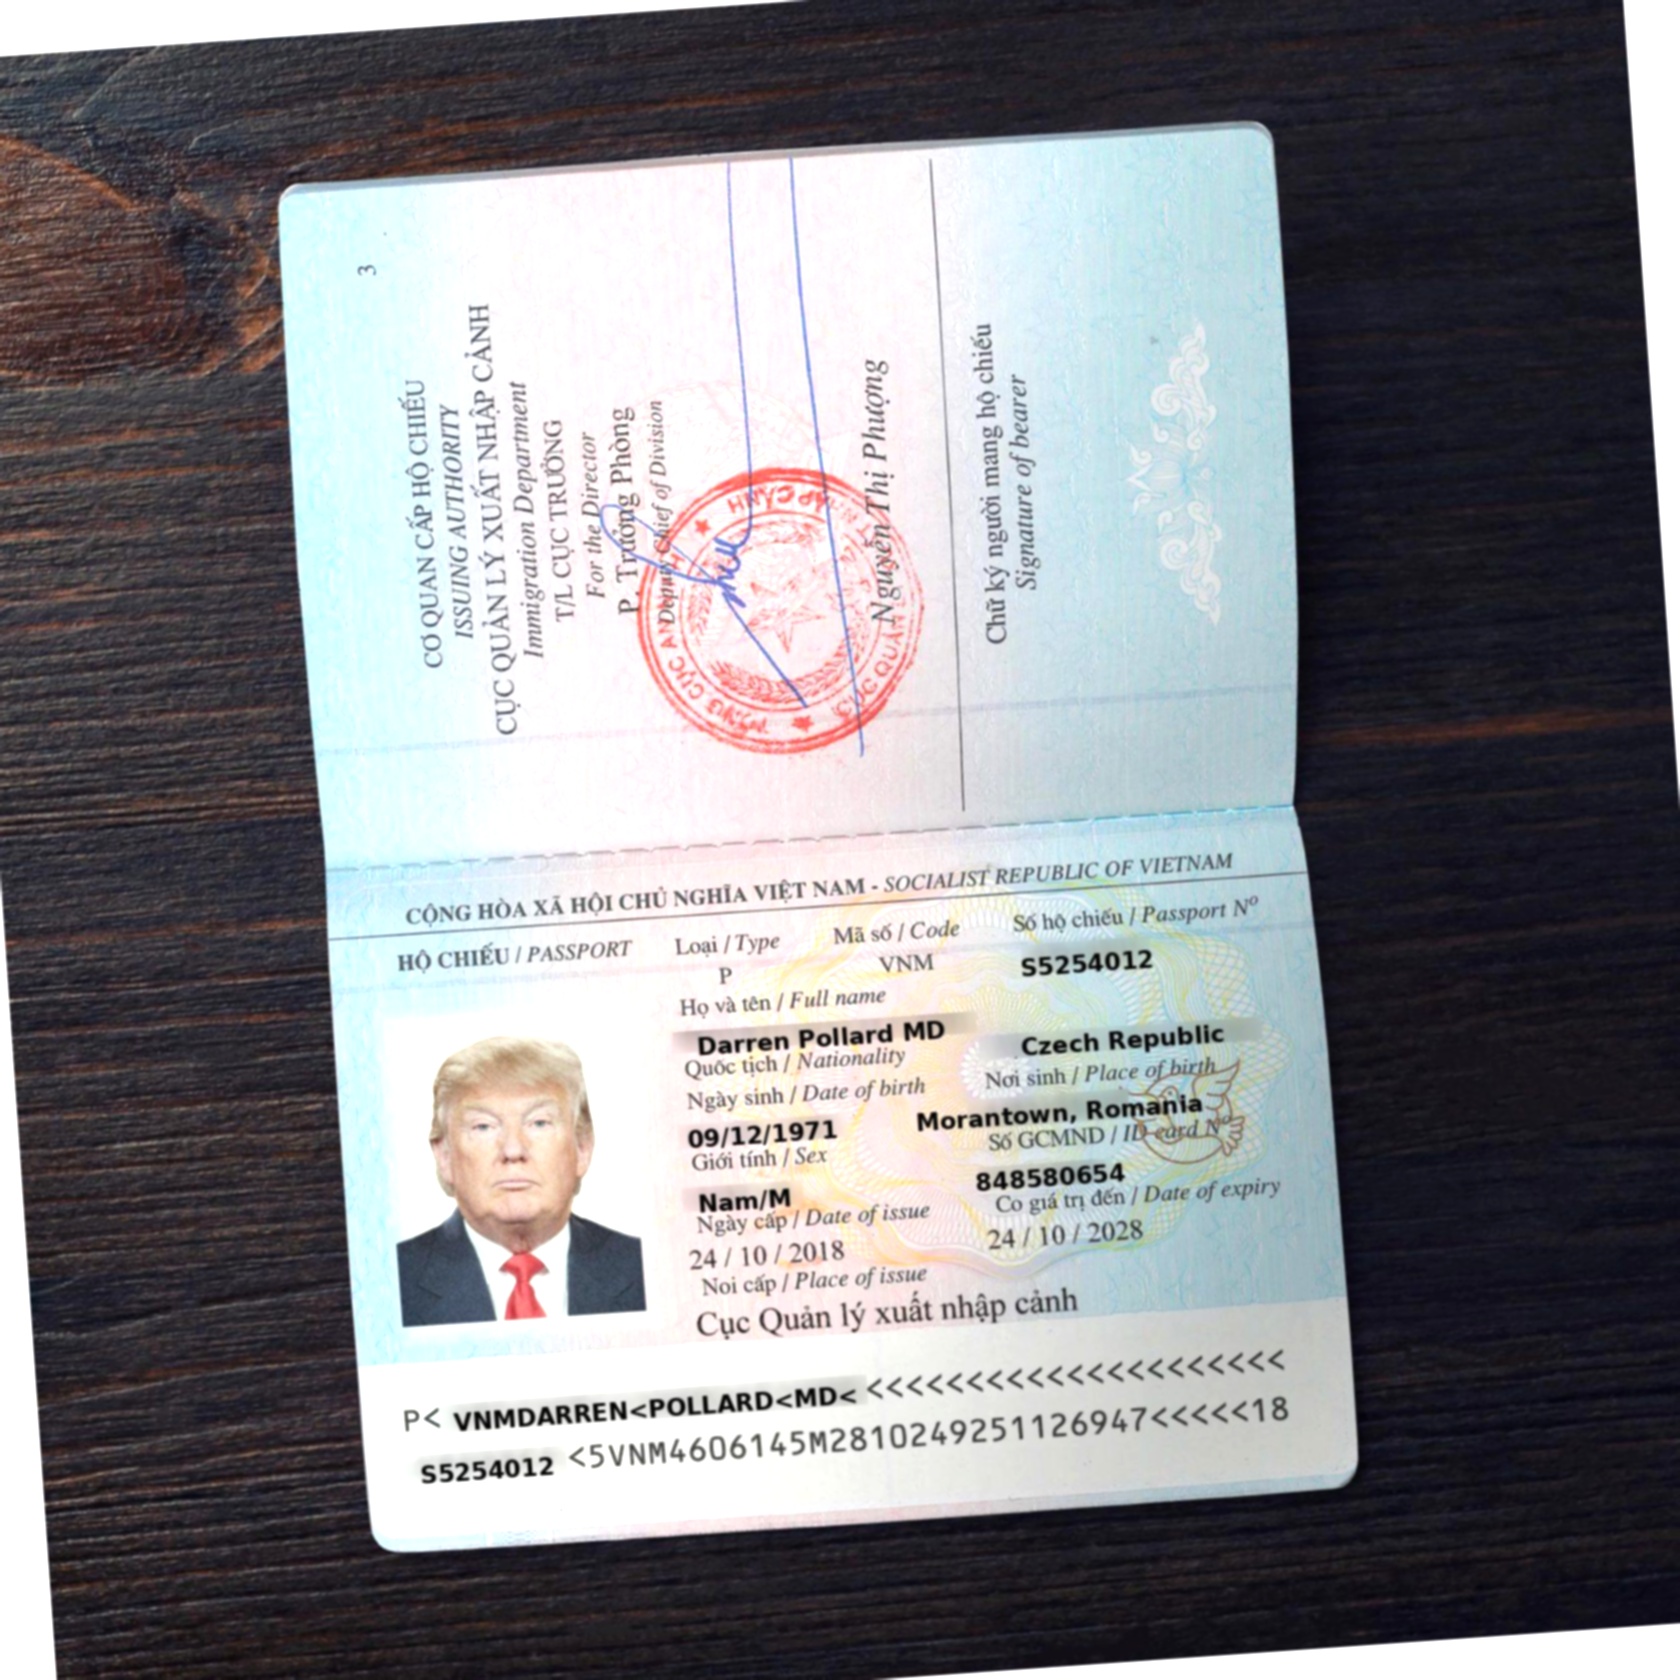 3
CƠ QUAN CẤP HỘ CHIẾU
ISSUING AUTHORITY
CỤC QUẢN LÝ XUẤT NHẬP CẢNH
Immigration Department
T/L CỤC TRƯỞNG
For the Director
P. Trưởng Phòng
Deputy Chief of Division
Nguyễn Thị Phượng
Chữ ký người mang hộ chiếu
Signature of bearer
CỘNG HÒA XÃ HỘI CHỦ NGHĨA VIỆT NAM - SOCIALIST REPUBLIC OF VIETNAM
HỘ CHIẾU / PASSPORT Loại / Type Mã số / Code Số hộ chiếu / Passport Nº
P VNM S5254012
Họ và tên / Full name
Darren Pollard MD Czech Republic
Quốc tịch / Nationality Nơi sinh / Place of birth
Ngày sinh / Date of birth
09/12/1971 Morantown, Romania
Giới tính / Sex Số GCMND / ID card Nº
Nam/M 848580654
Ngày cấp / Date of issue Co giá trị đến / Date of expiry
24 / 10 / 2018 24 / 10 / 2028
Noi cấp / Place of issue
Cục Quản lý xuất nhập cảnh
P< VNMDARREN<POLLARD<MD< <<<<<<<<<<<<<<<<<<<<<
S5254012 <5VNM4606145M2810249251126947<<<<<18